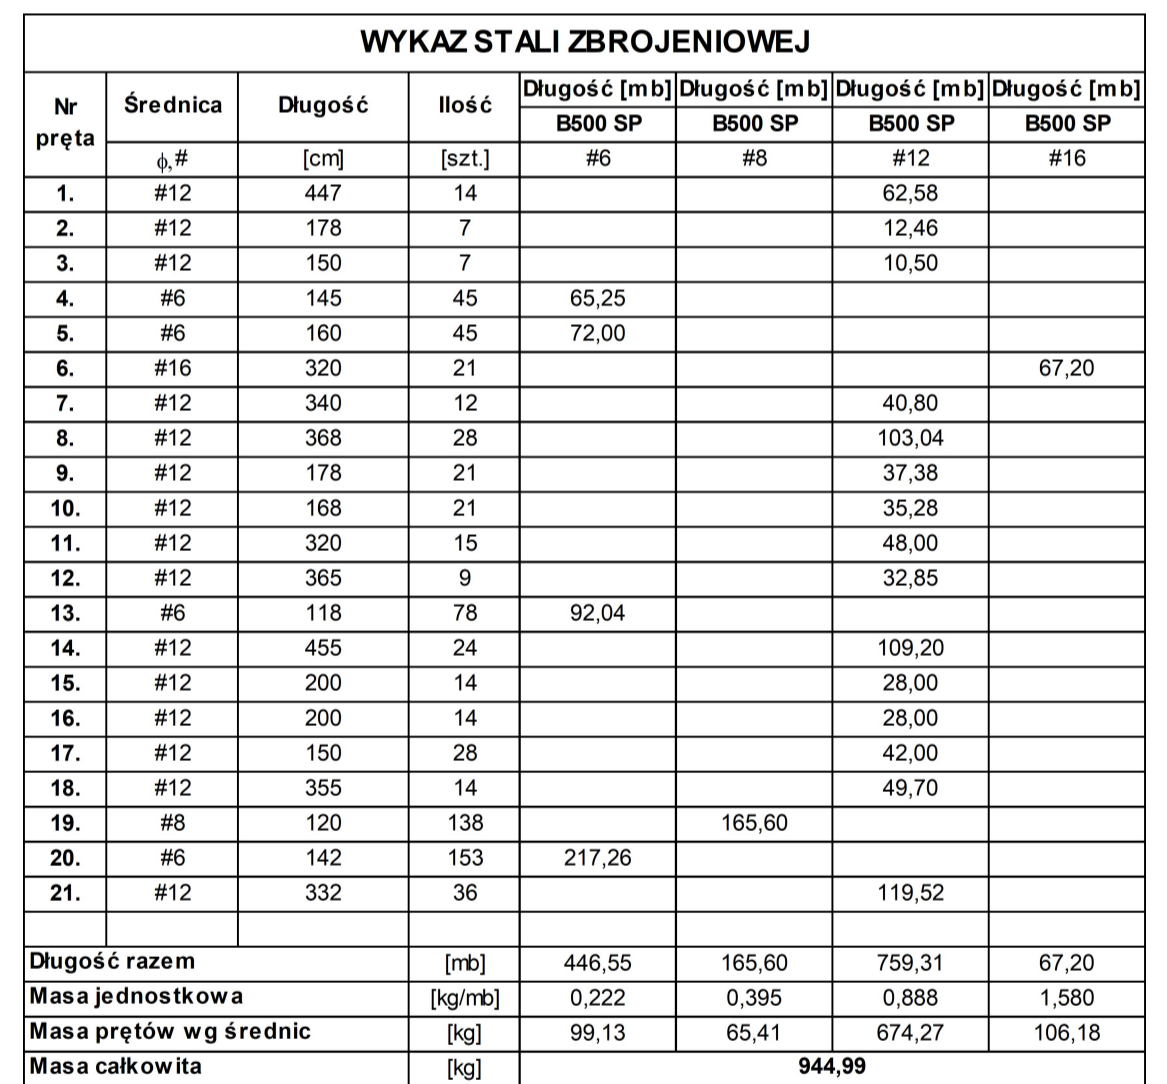 WYKAZ STALI ZBROJENIOWEJ
Nr pręta Średnica Długość Ilość Długość [mb] Długość [mb] Długość [mb] Długość [mb]
B500 SP B500 SP B500 SP B500 SP
ϕ,# [cm] [szt.] #6 #8 #12 #16
1. #12 447 14 62,58
2. #12 178 7 12,46
3. #12 150 7 10,50
4. #6 145 45 65,25
5. #6 160 45 72,00
6. #16 320 21 67,20
7. #12 340 12 40,80
8. #12 368 28 103,04
9. #12 178 21 37,38
10. #12 168 21 35,28
11. #12 320 15 48,00
12. #12 365 9 32,85
13. #6 118 78 92,04
14. #12 455 24 109,20
15. #12 200 14 28,00
16. #12 200 14 28,00
17. #12 150 28 42,00
18. #12 355 14 49,70
19. #8 120 138 165,60
20. #6 142 153 217,26
21. #12 332 36 119,52
Długość razem [mb] 446,55 165,60 759,31 67,20
Masa jednostkowa [kg/mb] 0,222 0,395 0,888 1,580
Masa prętów wg średnic [kg] 99,13 65,41 674,27 106,18
Masa całkowita [kg] 944,99